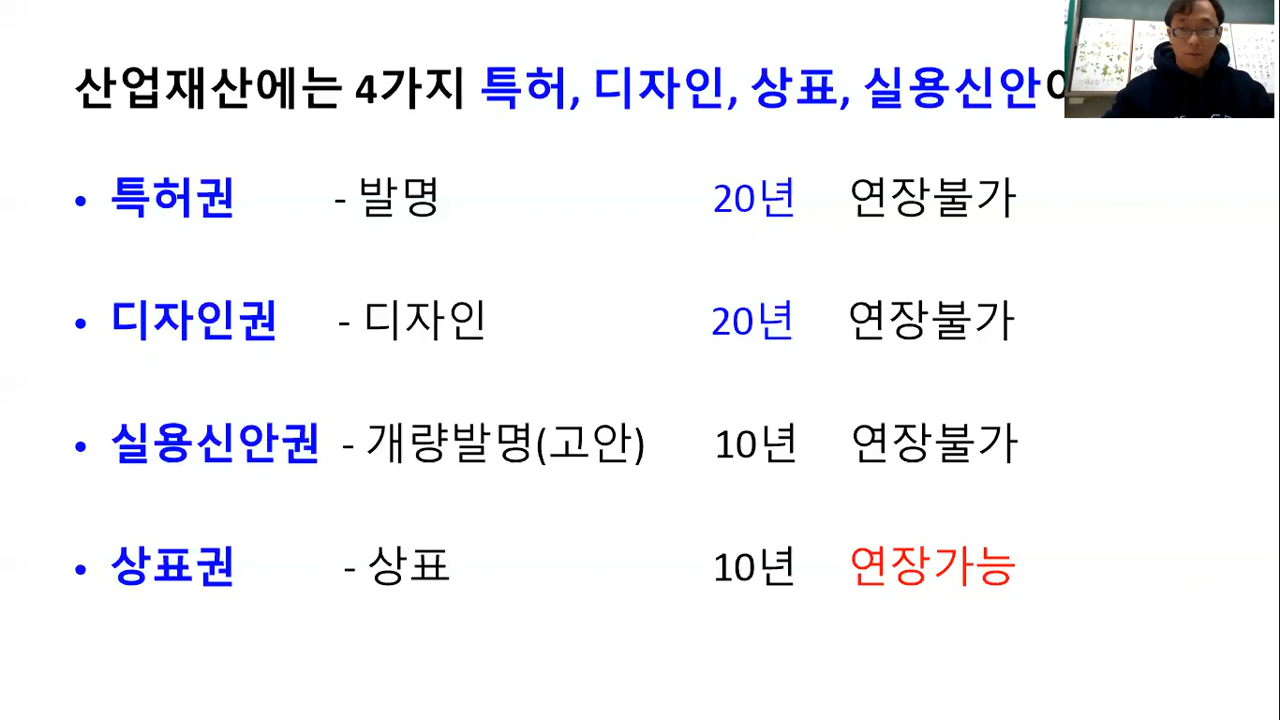 산업재산에는 4가지 특허, 디자인, 상표, 실용신안
• 특허권 - 발명 20년 연장불가
• 디자인권 - 디자인 20년 연장불가
• 실용신안권 - 개량발명(고안) 10년 연장불가
• 상표권 - 상표 10년 연장가능